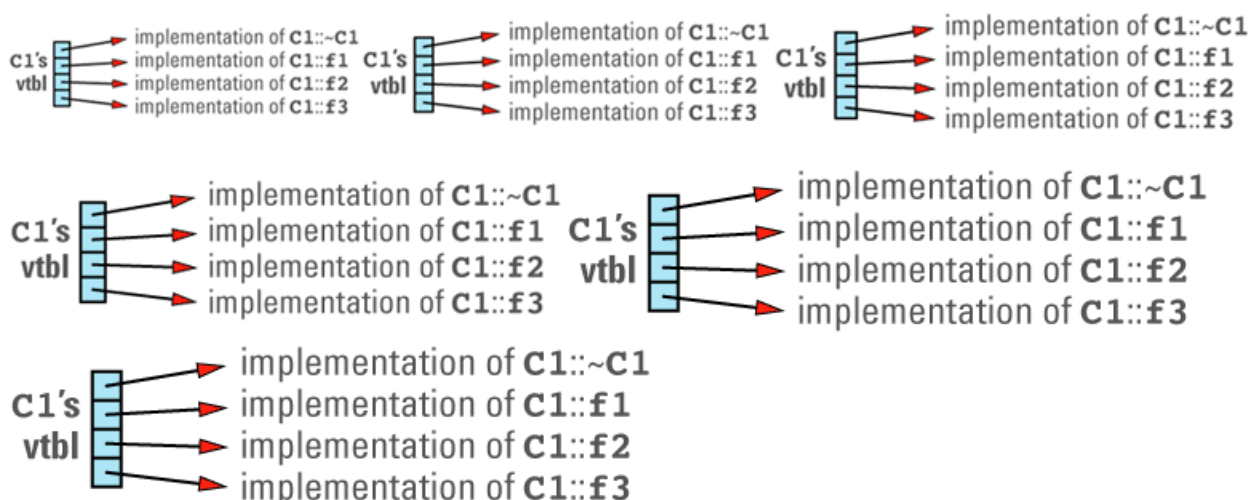 implementation of C1::~C1
C1's implementation of C1::f1
vtbl implementation of C1::f2
implementation of C1::f3
implementation of C1::~C1
C1's implementation of C1::f1
vtbl implementation of C1::f2
implementation of C1::f3
implementation of C1::~C1
C1's implementation of C1::f1
vtbl implementation of C1::f2
implementation of C1::f3
implementation of C1::~C1
C1's implementation of C1::f1
vtbl implementation of C1::f2
implementation of C1::f3
implementation of C1::~C1
C1's implementation of C1::f1
vtbl implementation of C1::f2
implementation of C1::f3
implementation of C1::~C1
C1's implementation of C1::f1
vtbl implementation of C1::f2
implementation of C1::f3